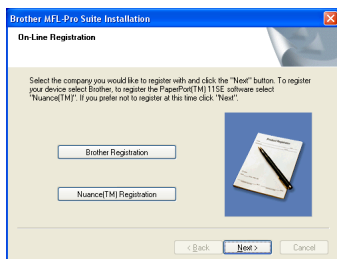 Brother MFL-Pro Suite Installation
On-Line Registration
Select the company you would like to register with and click the "Next" button. To register
your device select Brother, to register the PaperPort(TM) 11SE software select
"Nuance(TM)". If you prefer not to register at this time click "Next".
Brother Registration
Nuance(TM) Registration
Product Registration
< Back
Next >
Cancel